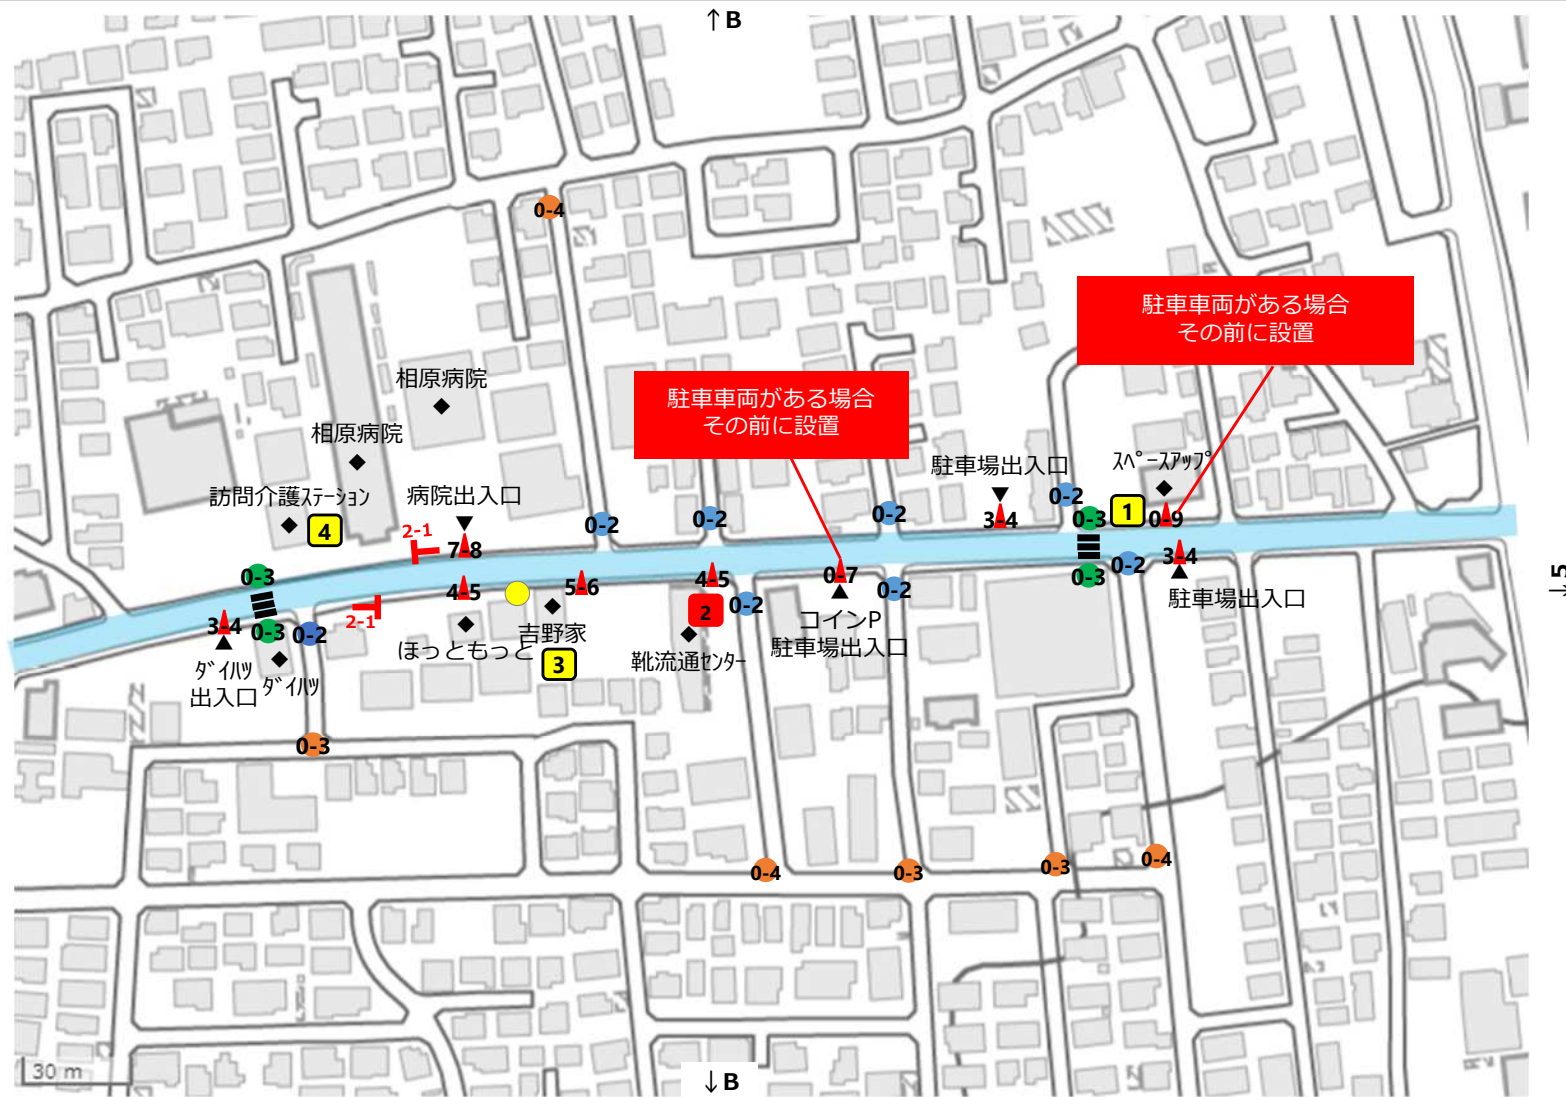 ↑B
0-4
駐車車両がある場合
その前に設置
駐車車両がある場合
その前に設置
相原病院
相原病院
訪問介護ｽﾃｰｼｮﾝ
4
病院出入口
2-1
7-8
0-2
0-2
0-2
駐車場出入口
3-4
0-2
0-3
1
ｽﾍﾟｰｽｱｯﾌﾟ
0-9
0-3
3-4
0-3
0-2
ﾀﾞｲﾊﾂ
出入口
ﾀﾞｲﾊﾂ
2-1
4-5
ほっともっと
5-6
吉野家
3
4-5
2
靴流通ｾﾝﾀｰ
0-2
0-7
コインP
駐車場出入口
0-2
0-3
0-2
3-4
駐車場出入口
→5
0-3
0-4
0-3
0-3
0-4
30 m
↓B